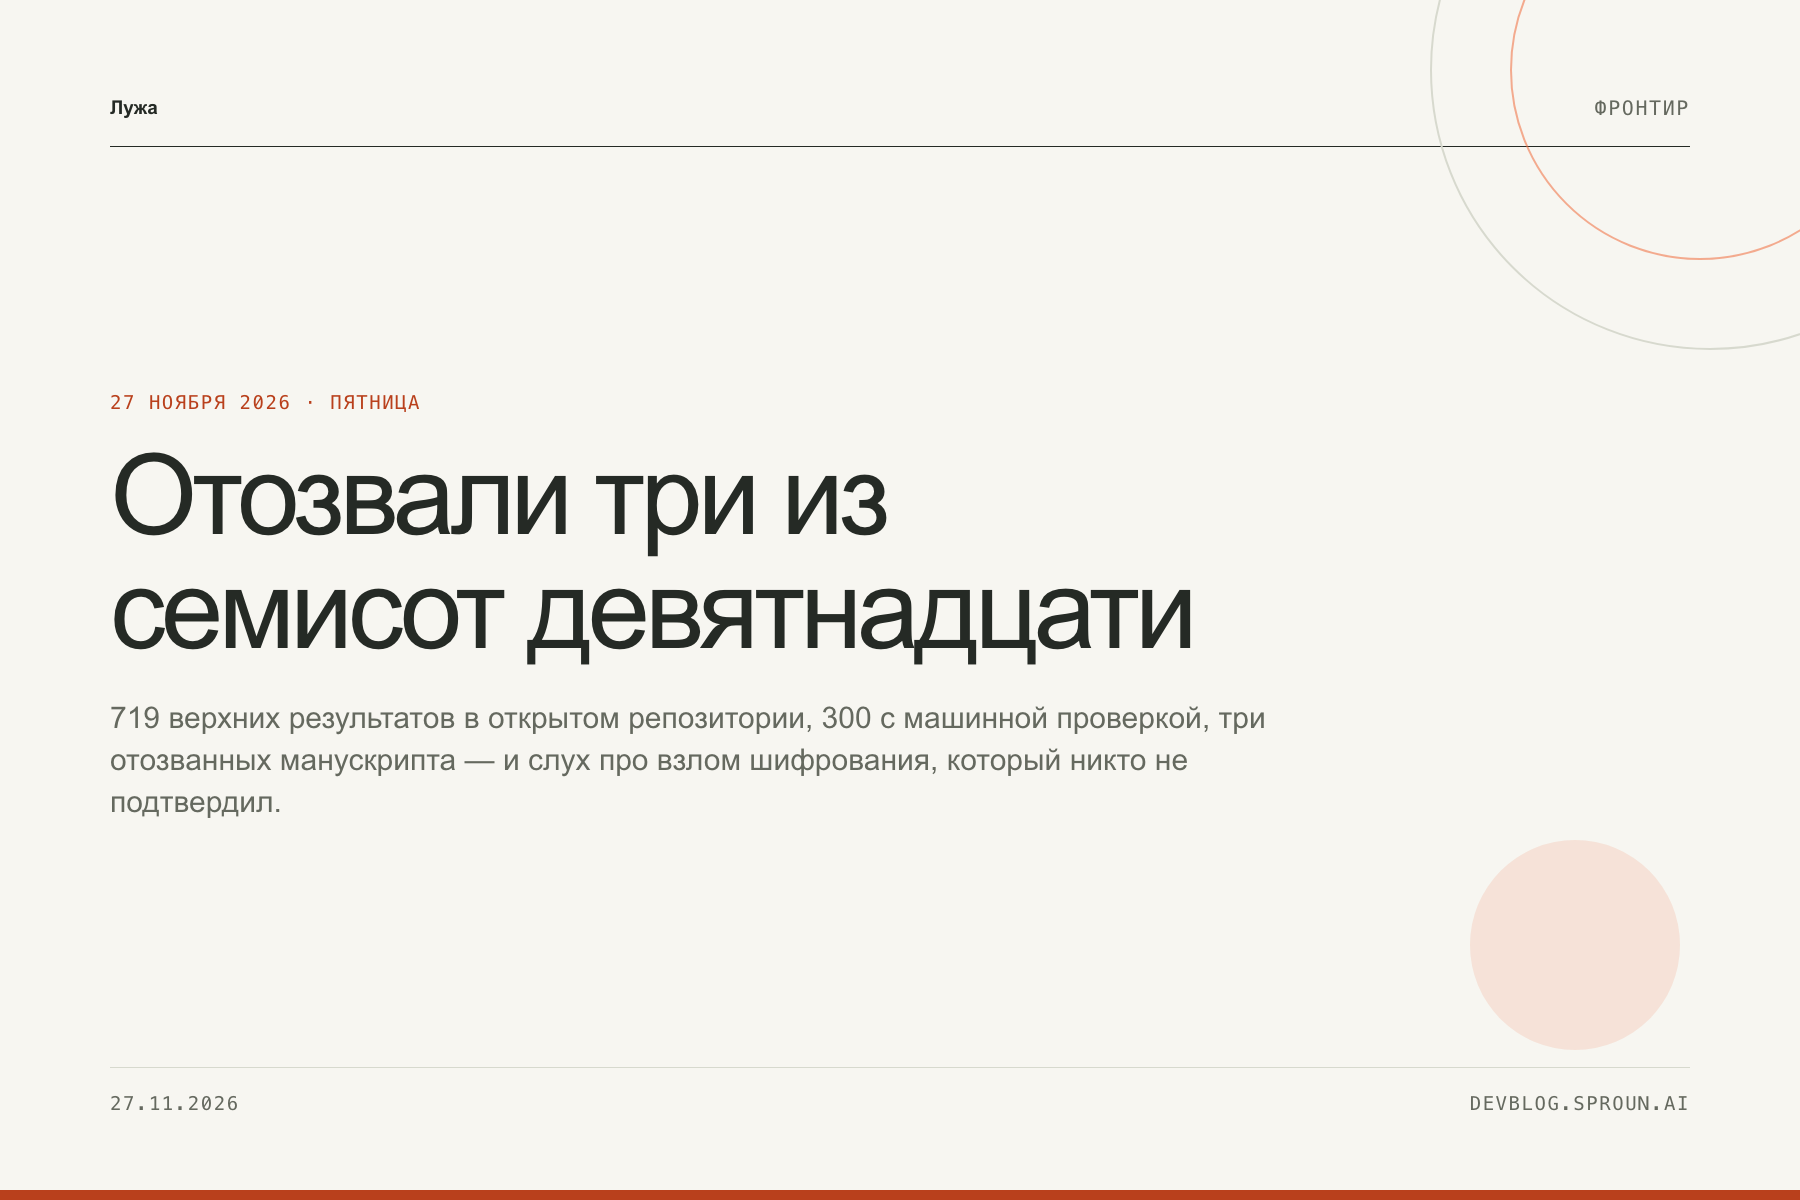 Лужа
ФРОНТИР
27 НОЯБРЯ 2026 · ПЯТНИЦА
Отозвали три из
семисот девятнадцати
719 верхних результатов в открытом репозитории, 300 с машинной проверкой, три
отозванных манускрипта — и слух про взлом шифрования, который никто не
подтвердил.
27.11.2026
DEVBLOG.SPROUN.AI